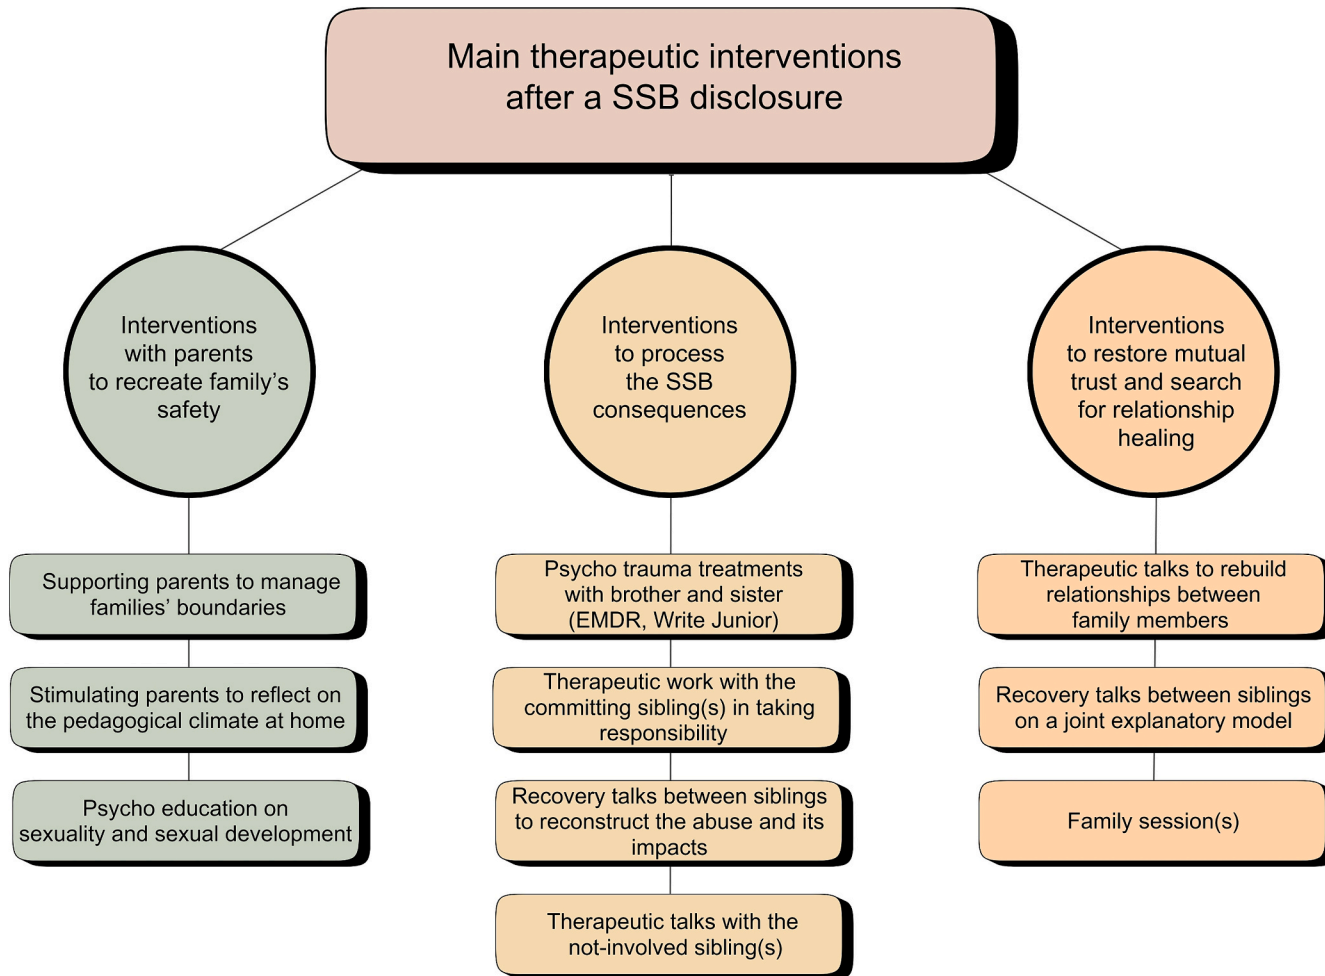 Main therapeutic interventions
after a SSB disclosure
Interventions
with parents
to recreate family's
safety
Supporting parents to manage
families' boundaries
Stimulating parents to reflect on
the pedagogical climate at home
Psycho education on
sexuality and sexual development
Interventions
to process
the SSB
consequences
Psycho trauma treatments
with brother and sister
(EMDR, Write Junior)
Therapeutic work with the
committing sibling(s) in taking
responsibility
Recovery talks between siblings
to reconstruct the abuse and its
impacts
Therapeutic talks with the
not-involved sibling(s)
Interventions
to restore mutual
trust and search
for relationship
healing
Therapeutic talks to rebuild
relationships between
family members
Recovery talks between siblings
on a joint explanatory model
Family session(s)